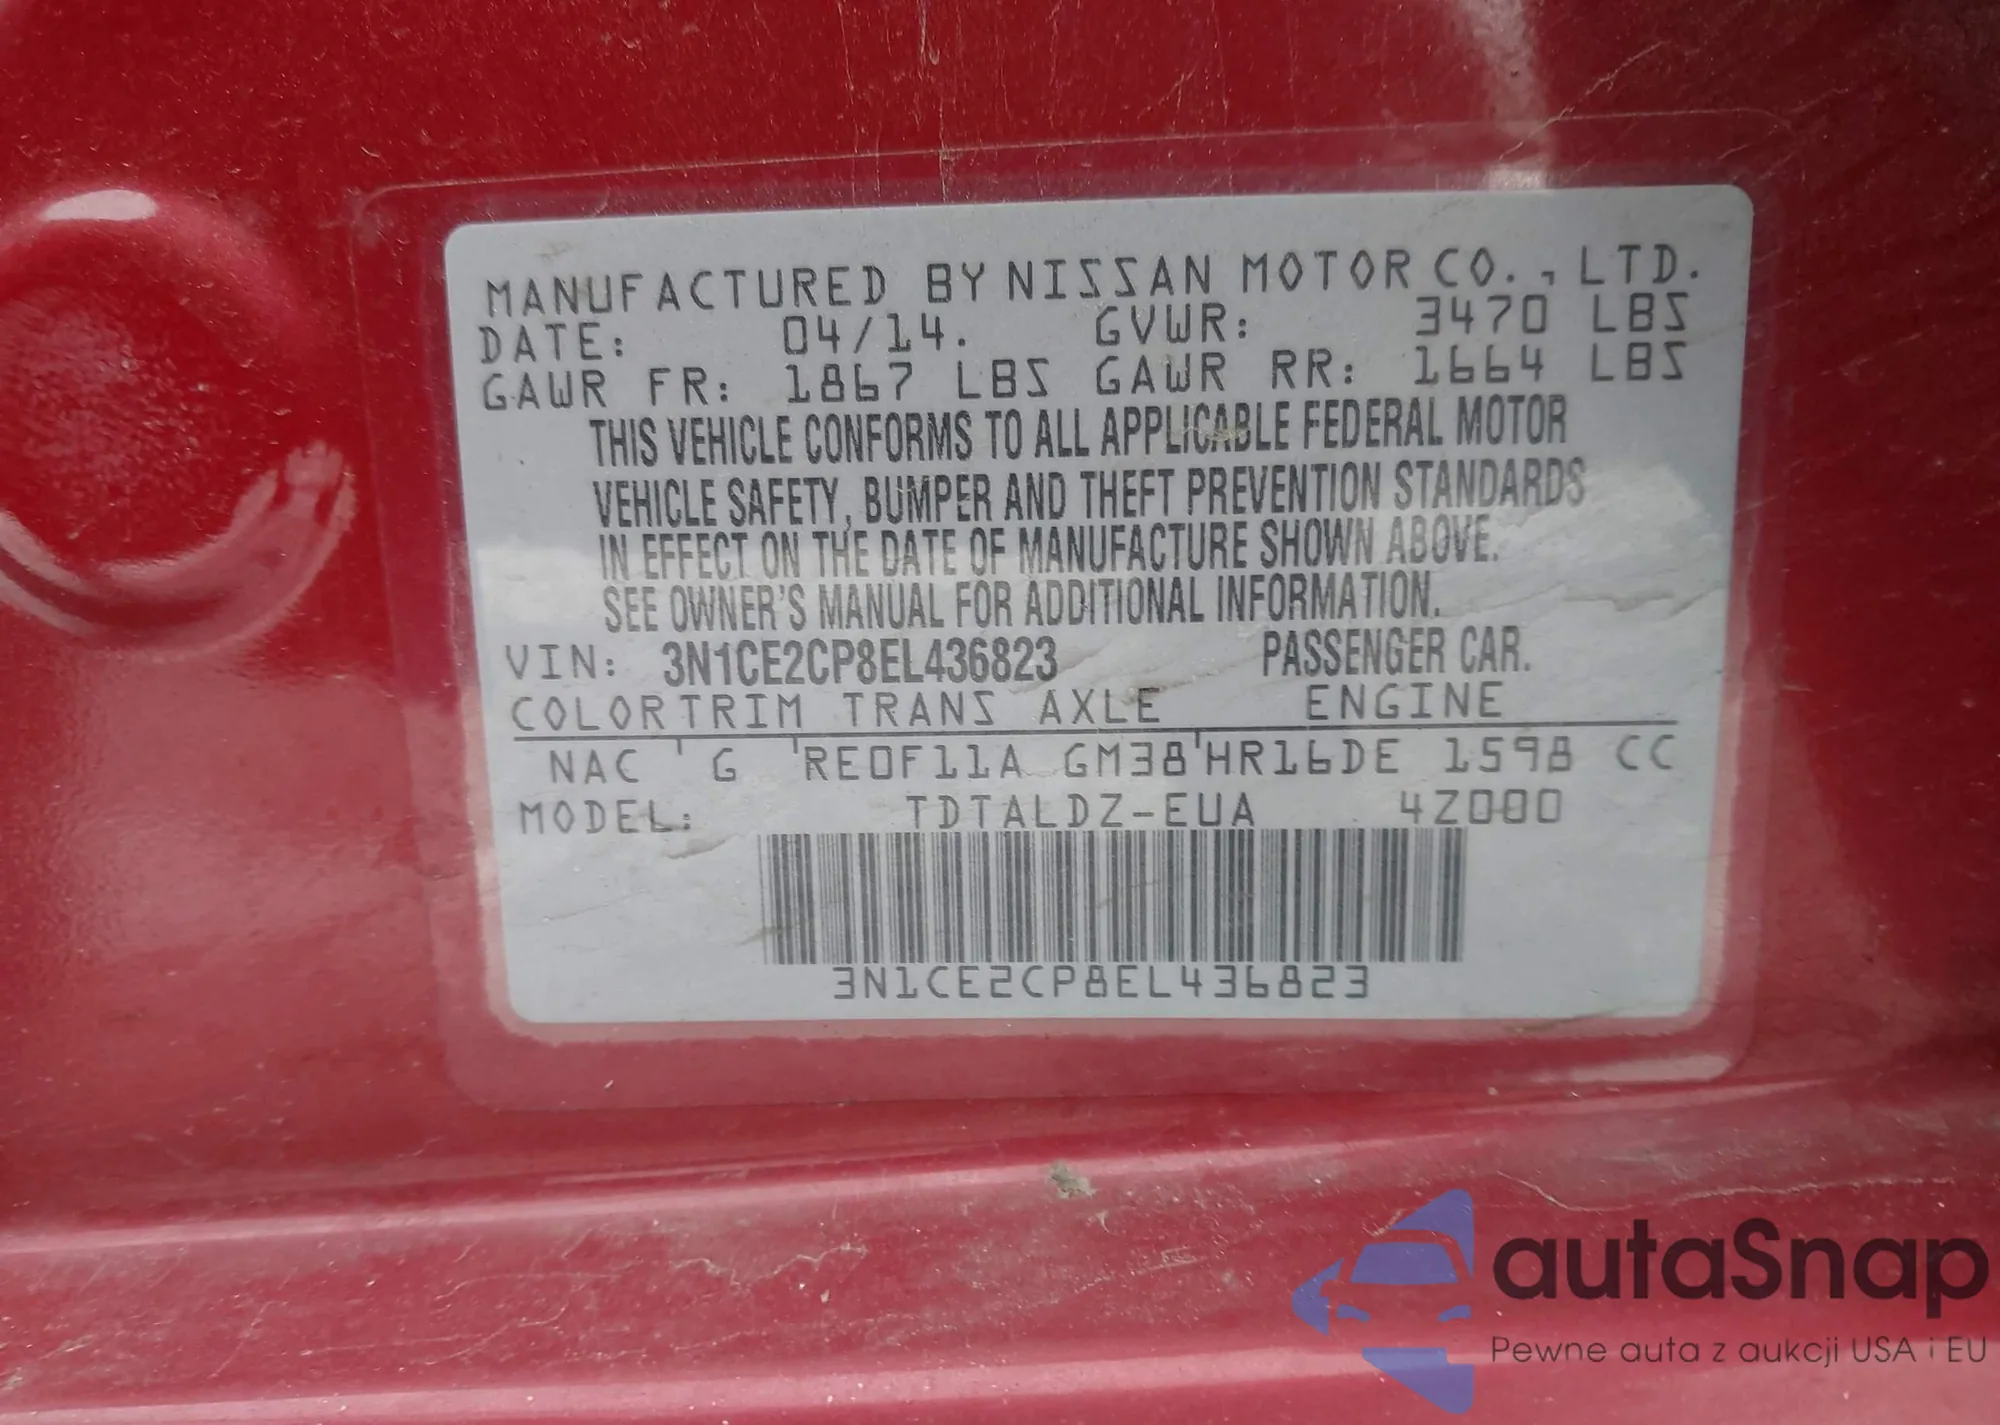 MANUFACTURED BY NISSAN MOTOR CO., LTD.
DATE: 04/14. GVWR: 3470 LBS
GAWR FR: 1867 LBS GAWR RR: 1664 LBS
THIS VEHICLE CONFORMS TO ALL APPLICABLE FEDERAL MOTOR
VEHICLE SAFETY, BUMPER AND THEFT PREVENTION STANDARDS
IN EFFECT ON THE DATE OF MANUFACTURE SHOWN ABOVE.
SEE OWNER'S MANUAL FOR ADDITIONAL INFORMATION.
VIN: 3N1CE2CP8EL436823 PASSENGER CAR.
COLOR TRIM TRANS AXLE ENGINE
NAC ' G ' RE0F11A GM38 ' HR16DE 1598 CC
MODEL: TDTALDZ-EUA 4Z000
3N1CE2CP8EL436823
autaSnap
Pewne auta z aukcji USA i EU